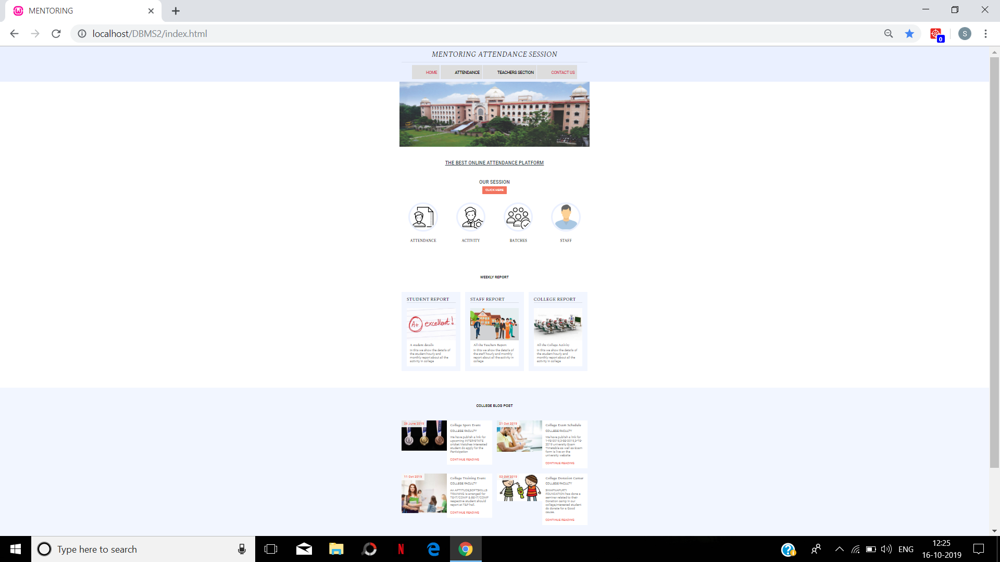 MENTORING
localhost/DBMS2/index.html
S
0
MENTORING ATTENDANCE SESSION
HOME
ATTENDANCE
TEACHERS SECTION
CONTACT US
THE BEST ONLINE ATTENDANCE PLATFORM
OUR SESSION
CLICK HERE
ATTENDANCE
ACTIVITY
BATCHES
STAFF
WEEKLY REPORT
STUDENT REPORT
A+ excellent!
A student details
In this we show the details of
the student hourly and
monthly report about all the
activity in college
STAFF REPORT
All the Teachers Report
In this we show the details of
the staff hourly and monthly
report about all the activity in
college
COLLEGE REPORT
All the College Activity
In this we show the details of
the student hourly and
monthly report about all the
activity in college
COLLEGE BLOG POST
26 June 2019
College Sport Event
COLLEGE FACULTY
We have publish a link for
upcoming INTER-STATE
cricket Matches Interested
student do apply for the
Participation
CONTINUE READING
21 Oct 2019
College Exam Schedule
COLLEGE FACULTY
We have publish a link for
1-FE-2019,2-SE-2019,3-TE-
2019 university Exam
Timetable as well as Exam
form is live on the
university website
CONTINUE READING
11 Oct 2019
College Training Event
COLLEGE FACULTY
An APTITUDE,SOFTSKILLS
TRAINING is arranged for
TE-IT/COMP & BE-IT/COMP
respective student should
report at T&P hall.
CONTINUE READING
03 Oct 2019
College Donation Center
COLLEGE FACULTY
SWAPNAPURTI
FOUNDATION has done a
seminar related to their
Donation camp in our
college,Interested student
do donate for a Good
cause.
CONTINUE READING
Type here to search
ENG
12:25
16-10-2019